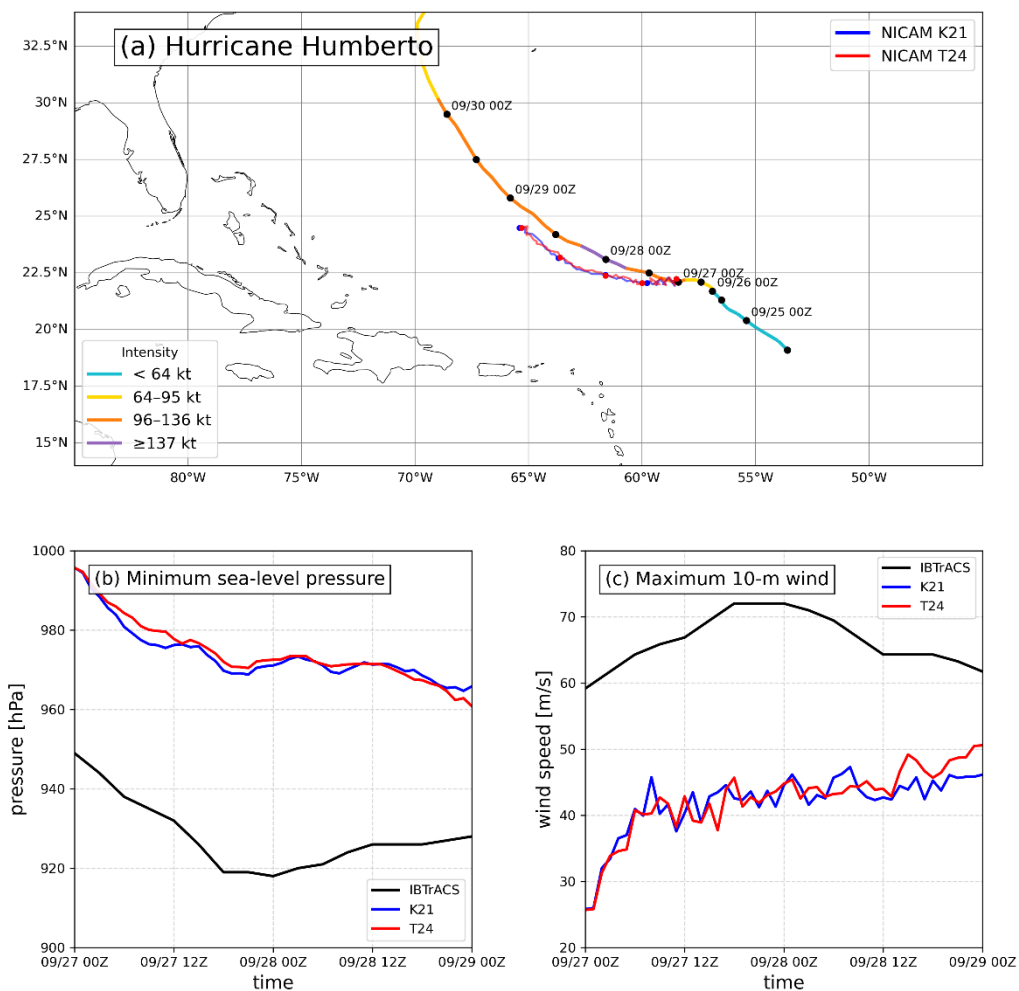 (a) Hurricane Humberto
NICAM K21
NICAM T24
32.5°N
30°N
27.5°N
25°N
22.5°N
20°N
17.5°N
15°N
09/30 00Z
09/29 00Z
09/28 00Z
09/27 00Z
09/26 00Z
09/25 00Z
Intensity
< 64 kt
64–95 kt
96–136 kt
≥137 kt
80°W
70°W
65°W
60°W
55°W
50°W
(b) Minimum sea-level pressure
1000
980
960
940
920
900
pressure [hPa]
IBTrACS
K21
T24
09/27 00Z
09/27 12Z
09/28 00Z
09/28 12Z
09/29 00Z
time
(c) Maximum 10-m wind
80
70
60
50
40
30
20
wind speed [m/s]
IBTrACS
K21
T24
09/27 00Z
09/27 12Z
09/28 00Z
09/28 12Z
09/29 00Z
time